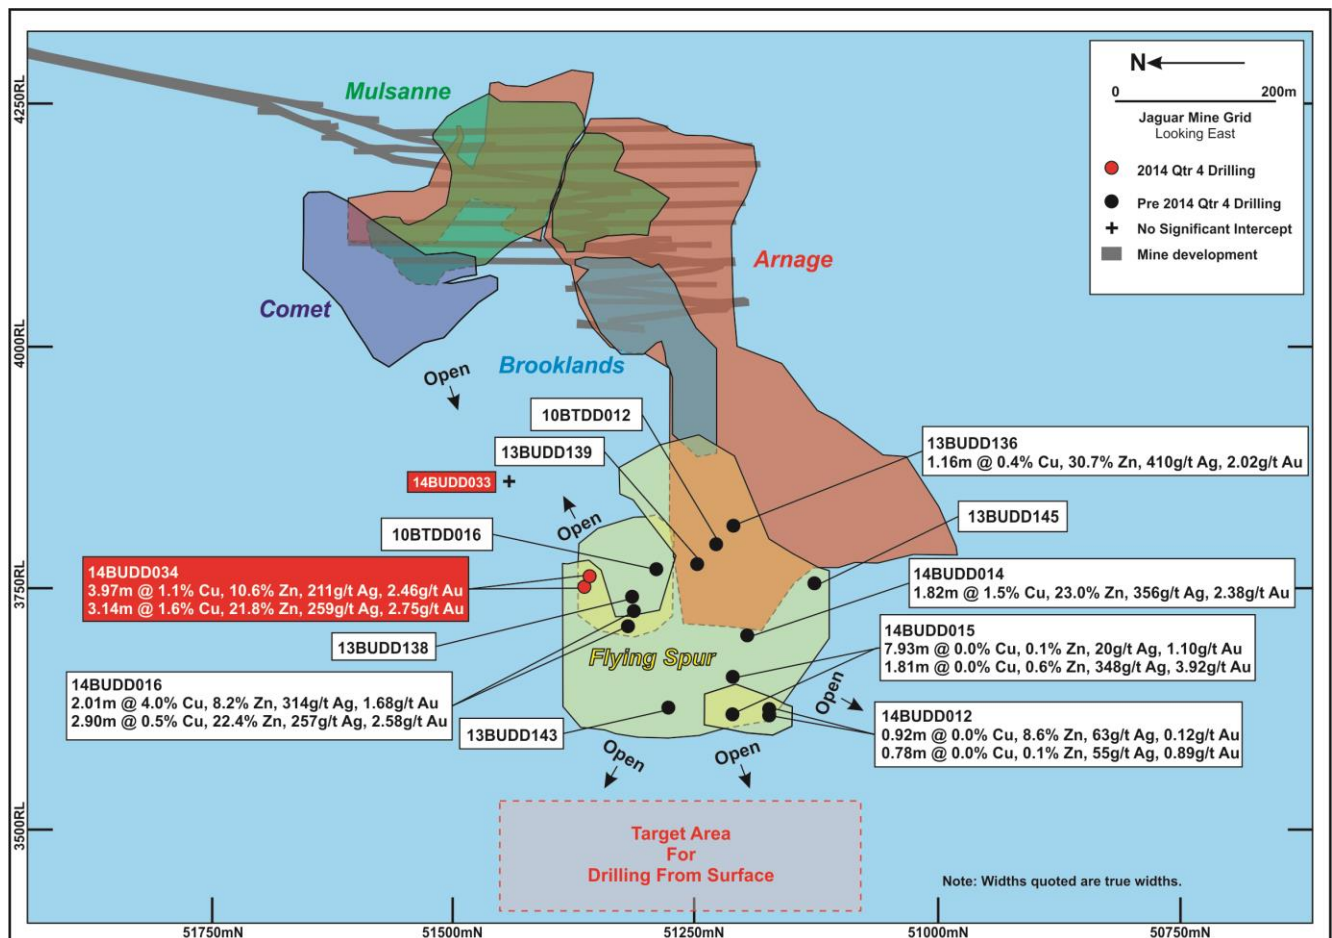 4250RL
4000RL
3750RL
3500RL
Mulsanne
Comet
Arnage
Brooklands
Flying Spur
N
0 200m
Jaguar Mine Grid
Looking East
2014 Qtr 4 Drilling
Pre 2014 Qtr 4 Drilling
+ No Significant Intercept
Mine development
Open
10BTDD012
13BUDD139
14BUDD033 +
Open
10BTDD016
14BUDD034
3.97m @ 1.1% Cu, 10.6% Zn, 211g/t Ag, 2.46g/t Au
3.14m @ 1.6% Cu, 21.8% Zn, 259g/t Ag, 2.75g/t Au
13BUDD138
14BUDD016
2.01m @ 4.0% Cu, 8.2% Zn, 314g/t Ag, 1.68g/t Au
2.90m @ 0.5% Cu, 22.4% Zn, 257g/t Ag, 2.58g/t Au
13BUDD143
13BUDD136
1.16m @ 0.4% Cu, 30.7% Zn, 410g/t Ag, 2.02g/t Au
13BUDD145
14BUDD014
1.82m @ 1.5% Cu, 23.0% Zn, 356g/t Ag, 2.38g/t Au
14BUDD015
7.93m @ 0.0% Cu, 0.1% Zn, 20g/t Ag, 1.10g/t Au
1.81m @ 0.0% Cu, 0.6% Zn, 348g/t Ag, 3.92g/t Au
Open
14BUDD012
0.92m @ 0.0% Cu, 8.6% Zn, 63g/t Ag, 0.12g/t Au
0.78m @ 0.0% Cu, 0.1% Zn, 55g/t Ag, 0.89g/t Au
Open
Open
Target Area
For
Drilling From Surface
Note: Widths quoted are true widths.
51750mN
51500mN
51250mN
51000mN
50750mN